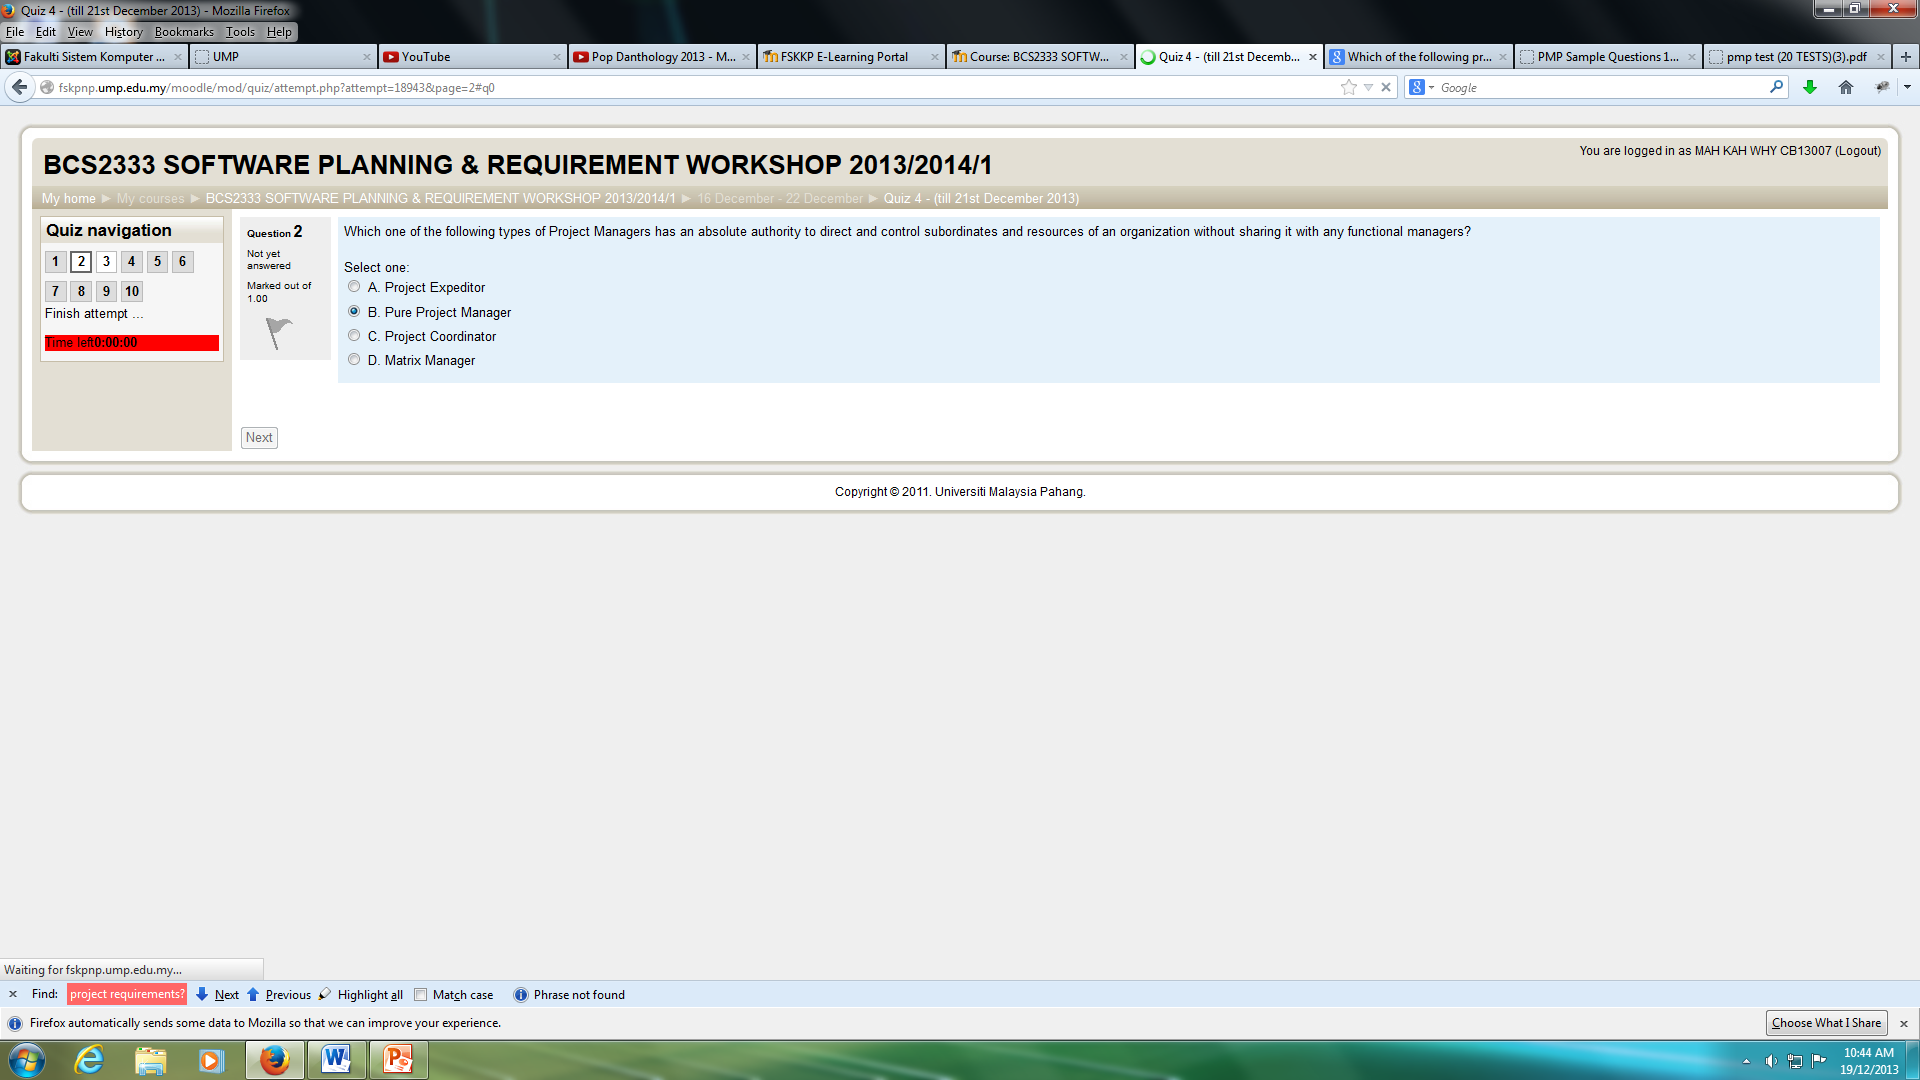 Quiz 4 - (till 21st December 2013) - Mozilla Firefox
File Edit View History Bookmarks Tools Help
Fakulti Sistem Komputer ... UMP YouTube Pop Danthology 2013 - M... FSKKP E-Learning Portal Course: BCS2333 SOFTW... Quiz 4 - (till 21st Decemb... Which of the following pr... PMP Sample Questions 1... pmp test (20 TESTS)(3).pdf
fskpnp.ump.edu.my/moodle/mod/quiz/attempt.php?attempt=18943&page=2#q0 Google
BCS2333 SOFTWARE PLANNING & REQUIREMENT WORKSHOP 2013/2014/1
You are logged in as MAH KAH WHY CB13007 (Logout)
My home ► My courses ► BCS2333 SOFTWARE PLANNING & REQUIREMENT WORKSHOP 2013/2014/1 ► 16 December - 22 December ► Quiz 4 - (till 21st December 2013)
Quiz navigation
1 2 3 4 5 6
7 8 9 10
Finish attempt ...
Time left0:00:00
Question 2
Not yet
answered
Marked out of
1.00
Which one of the following types of Project Managers has an absolute authority to direct and control subordinates and resources of an organization without sharing it with any functional managers?
Select one:
A. Project Expeditor
B. Pure Project Manager
C. Project Coordinator
D. Matrix Manager
Next
Copyright © 2011. Universiti Malaysia Pahang.
Waiting for fskpnp.ump.edu.my...
Find: project requirements? Next Previous Highlight all Match case Phrase not found
Firefox automatically sends some data to Mozilla so that we can improve your experience. Choose What I Share
10:44 AM
19/12/2013